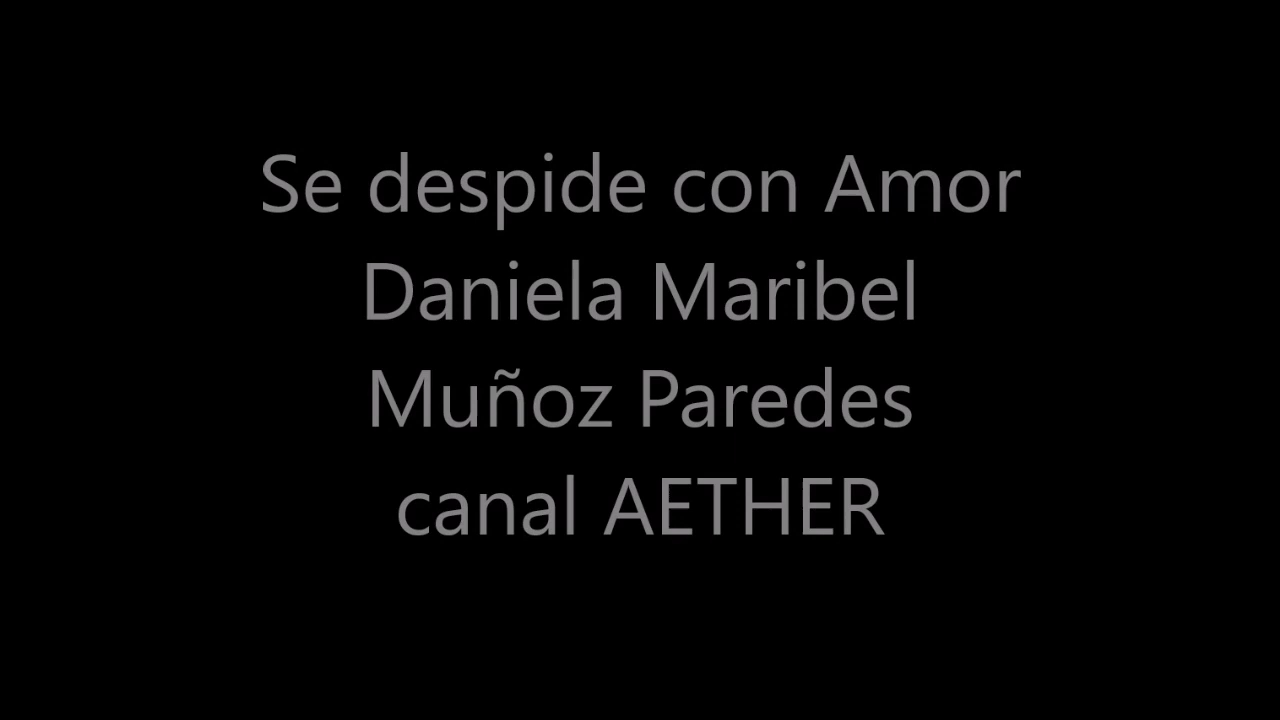 Se despide con Amor
Daniela Maribel
Muñoz Paredes
canal AETHER